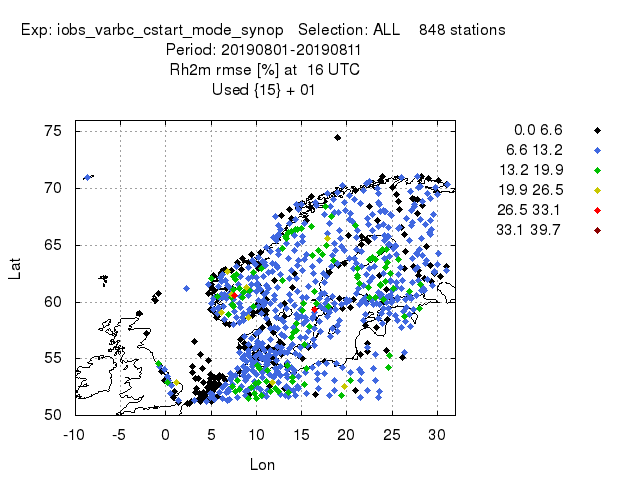 Exp: iobs_varbc_cstart_mode_synop   Selection: ALL    848 stations
Period: 20190801-20190811
Rh2m rmse [%] at  16 UTC
Used {15} + 01
0.0 6.6
6.6 13.2
13.2 19.9
19.9 26.5
26.5 33.1
33.1 39.7
75
70
65
60
55
50
Lat
-10 -5 0 5 10 15 20 25 30
Lon